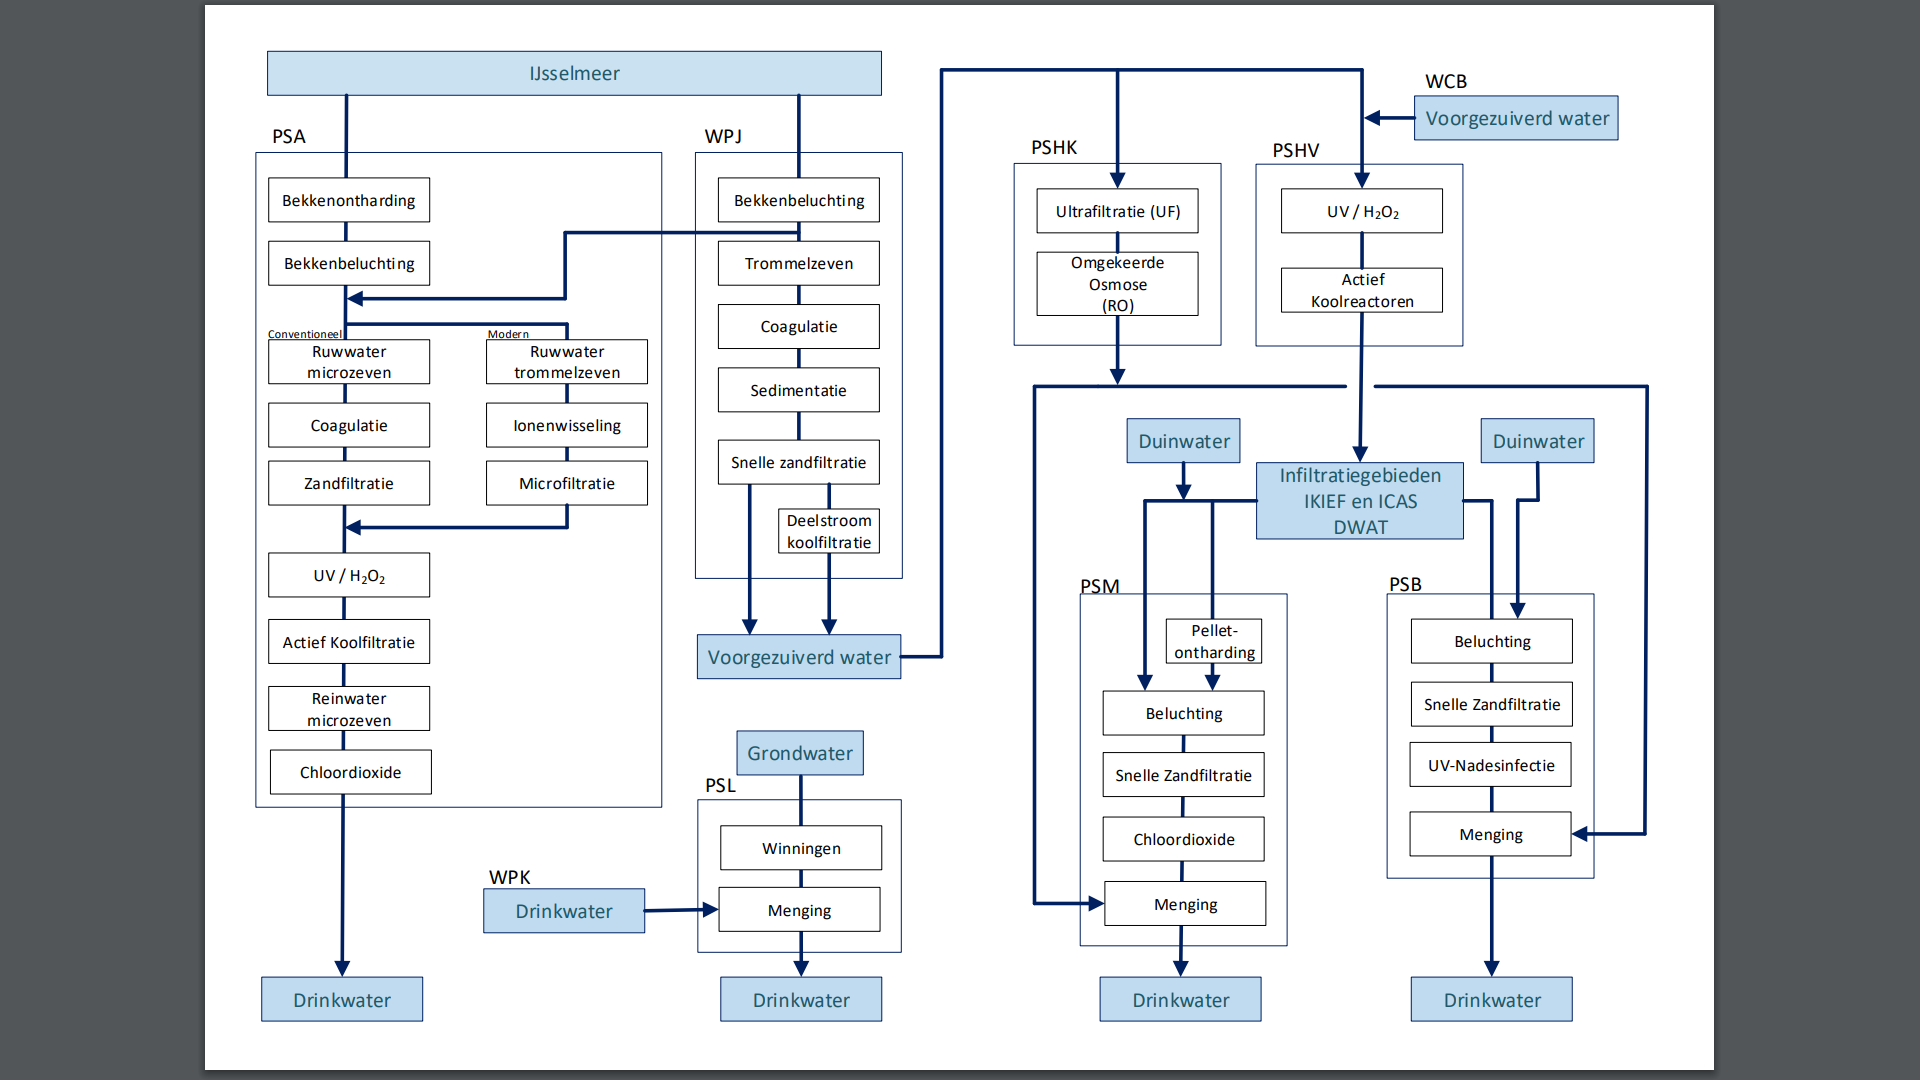 IJsselmeer
PSA
Bekkenontharding
Bekkenbeluchting
Conventioneel
Modern
Ruwwater
microzeven
Ruwwater
trommelzeven
Coagulatie
Ionenwisseling
Zandfiltratie
Microfiltratie
UV / H₂O₂
Actief Koolfiltratie
Reinwater
microzeven
Chloordioxide
Drinkwater
WPJ
Bekkenbeluchting
Trommelzeven
Coagulatie
Sedimentatie
Snelle zandfiltratie
Deelstroom
koolfiltratie
Voorgezuiverd water
Grondwater
PSL
Winningen
WPK
Drinkwater
Menging
Drinkwater
PSHK
Ultrafiltratie (UF)
Omgekeerde
Osmose
(RO)
WCB
Voorgezuiverd water
PSHV
UV / H₂O₂
Actief
Koolreactoren
Duinwater
Infiltratiegebieden
IKIEF en ICAS
DWAT
Duinwater
PSM
Pellet-
ontharding
Beluchting
Snelle Zandfiltratie
Chloordioxide
Menging
Drinkwater
PSB
Beluchting
Snelle Zandfiltratie
UV-Nadesinfectie
Menging
Drinkwater